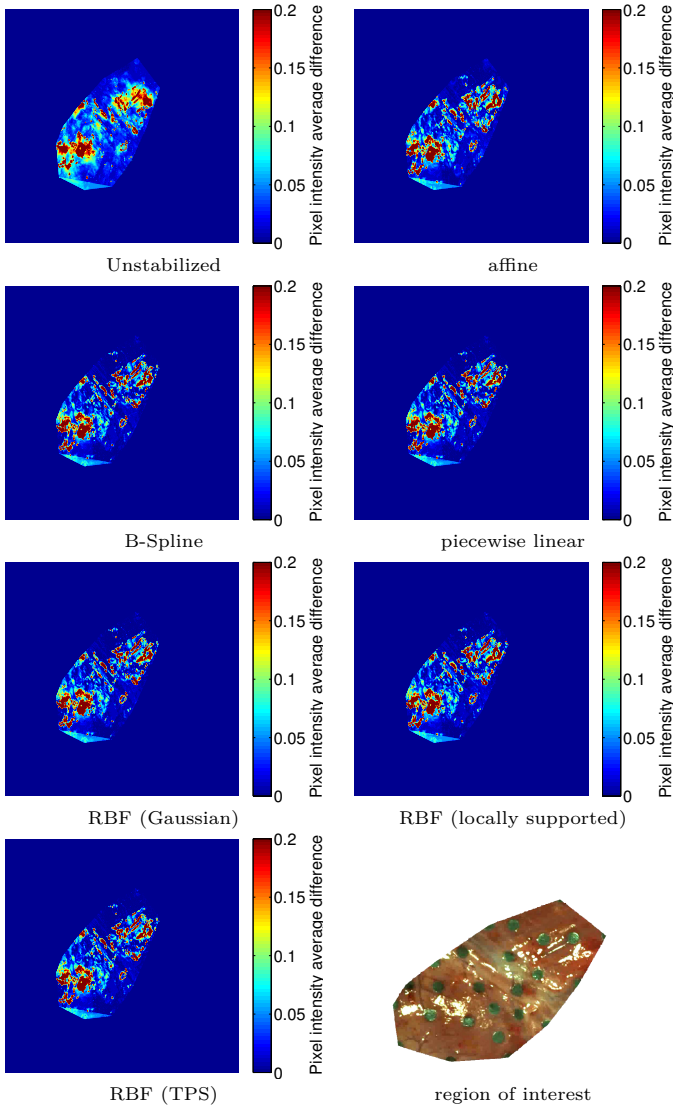 0.2
0.15
0.1
0.05
0
Pixel intensity average difference
Unstabilized
0.2
0.15
0.1
0.05
0
Pixel intensity average difference
affine
0.2
0.15
0.1
0.05
0
Pixel intensity average difference
B-Spline
0.2
0.15
0.1
0.05
0
Pixel intensity average difference
piecewise linear
0.2
0.15
0.1
0.05
0
Pixel intensity average difference
RBF (Gaussian)
0.2
0.15
0.1
0.05
0
Pixel intensity average difference
RBF (locally supported)
0.2
0.15
0.1
0.05
0
Pixel intensity average difference
RBF (TPS)
region of interest